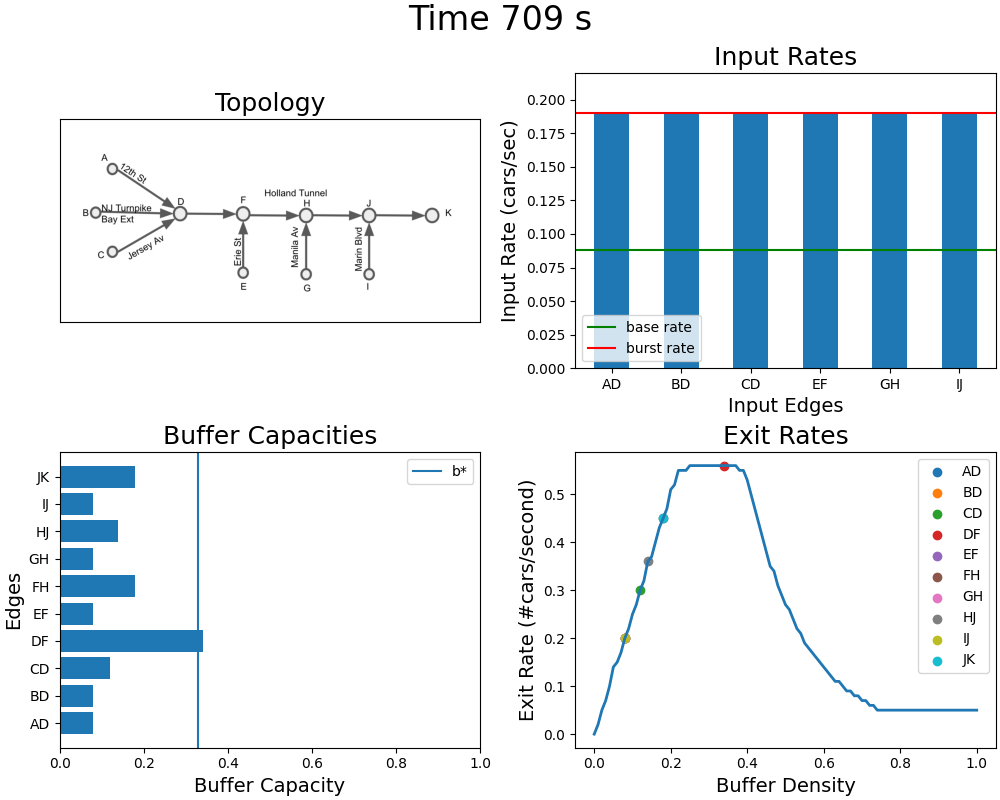 Time 709 s
Topology
A
12th St
B
NJ Turnpike
Bay Ext
C
Jersey Av
D
F
Holland Tunnel
H
J
K
Erie St
Manila Av
Marin Blvd
E
G
I
Input Rates
Input Rate (cars/sec)
0.200
0.175
0.150
0.125
0.100
0.075
0.050
0.025
0.000
base rate
burst rate
AD BD CD EF GH IJ
Input Edges
Buffer Capacities
Edges
JK
IJ
HJ
GH
FH
EF
DF
CD
BD
AD
b*
0.0 0.2 0.4 0.6 0.8 1.0
Buffer Capacity
Exit Rates
Exit Rate (#cars/second)
0.5
0.4
0.3
0.2
0.1
0.0
AD
BD
CD
DF
EF
FH
GH
HJ
IJ
JK
0.0 0.2 0.4 0.6 0.8 1.0
Buffer Density